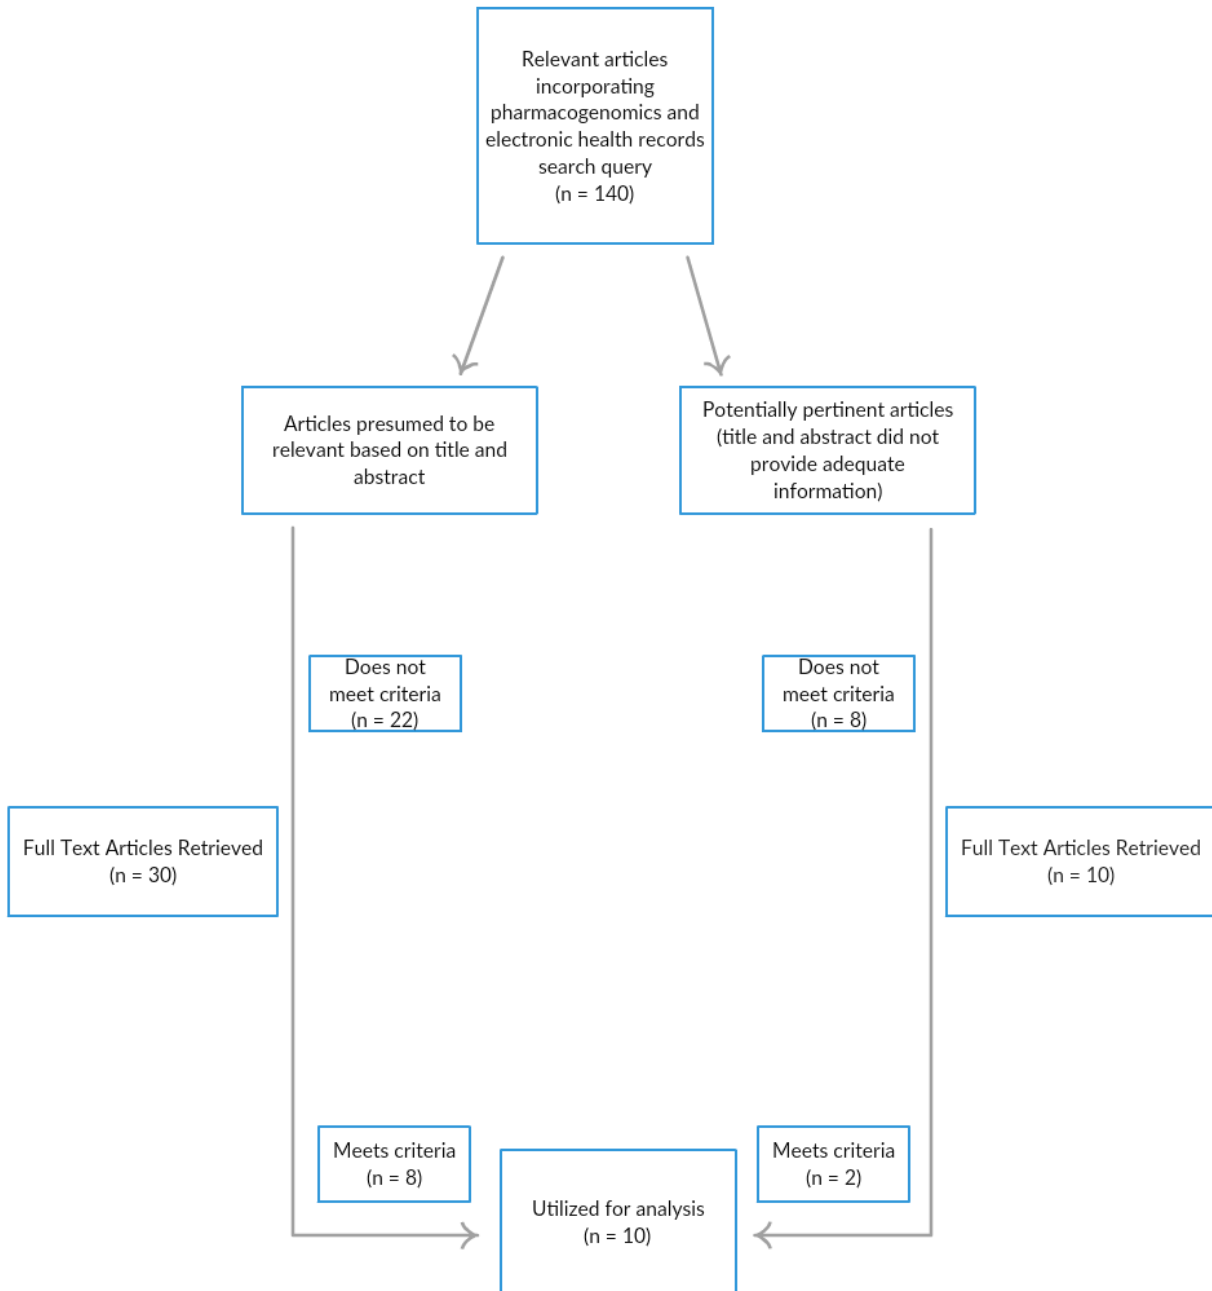 Relevant articles
incorporating
pharmacogenomics and
electronic health records
search query
(n = 140)
Articles presumed to be
relevant based on title and
abstract
Potentially pertinent articles
(title and abstract did not
provide adequate
information)
Does not
meet criteria
(n = 22)
Does not
meet criteria
(n = 8)
Full Text Articles Retrieved
(n = 30)
Full Text Articles Retrieved
(n = 10)
Meets criteria
(n = 8)
Utilized for analysis
(n = 10)
Meets criteria
(n = 2)